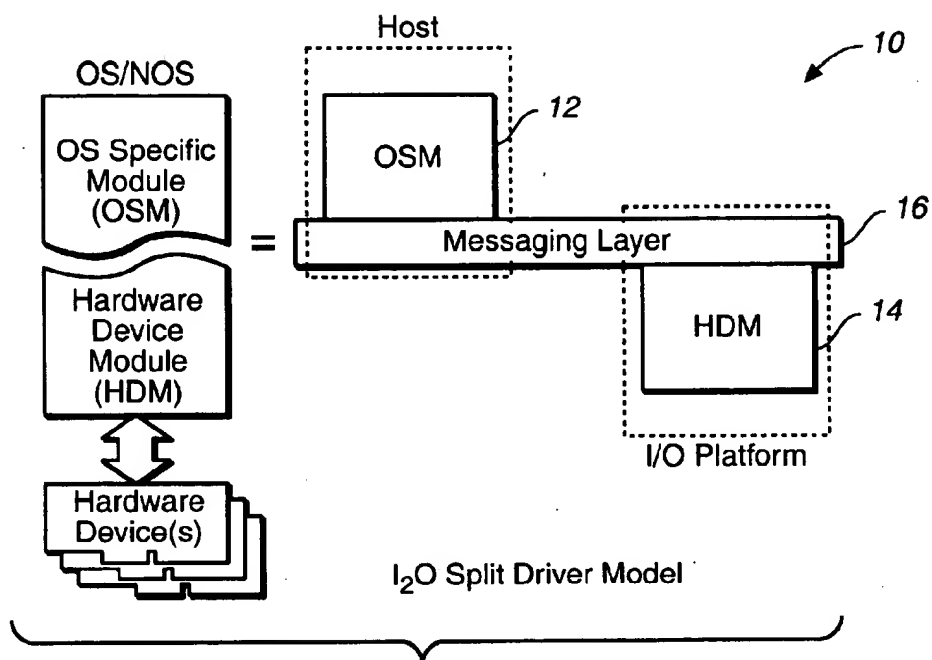 Host
10
OS/NOS
12
OS Specific
Module
(OSM)
OSM
=
Messaging Layer
16
Hardware
Device
Module
(HDM)
HDM
14
I/O Platform
Hardware
Device(s)
I₂O Split Driver Model